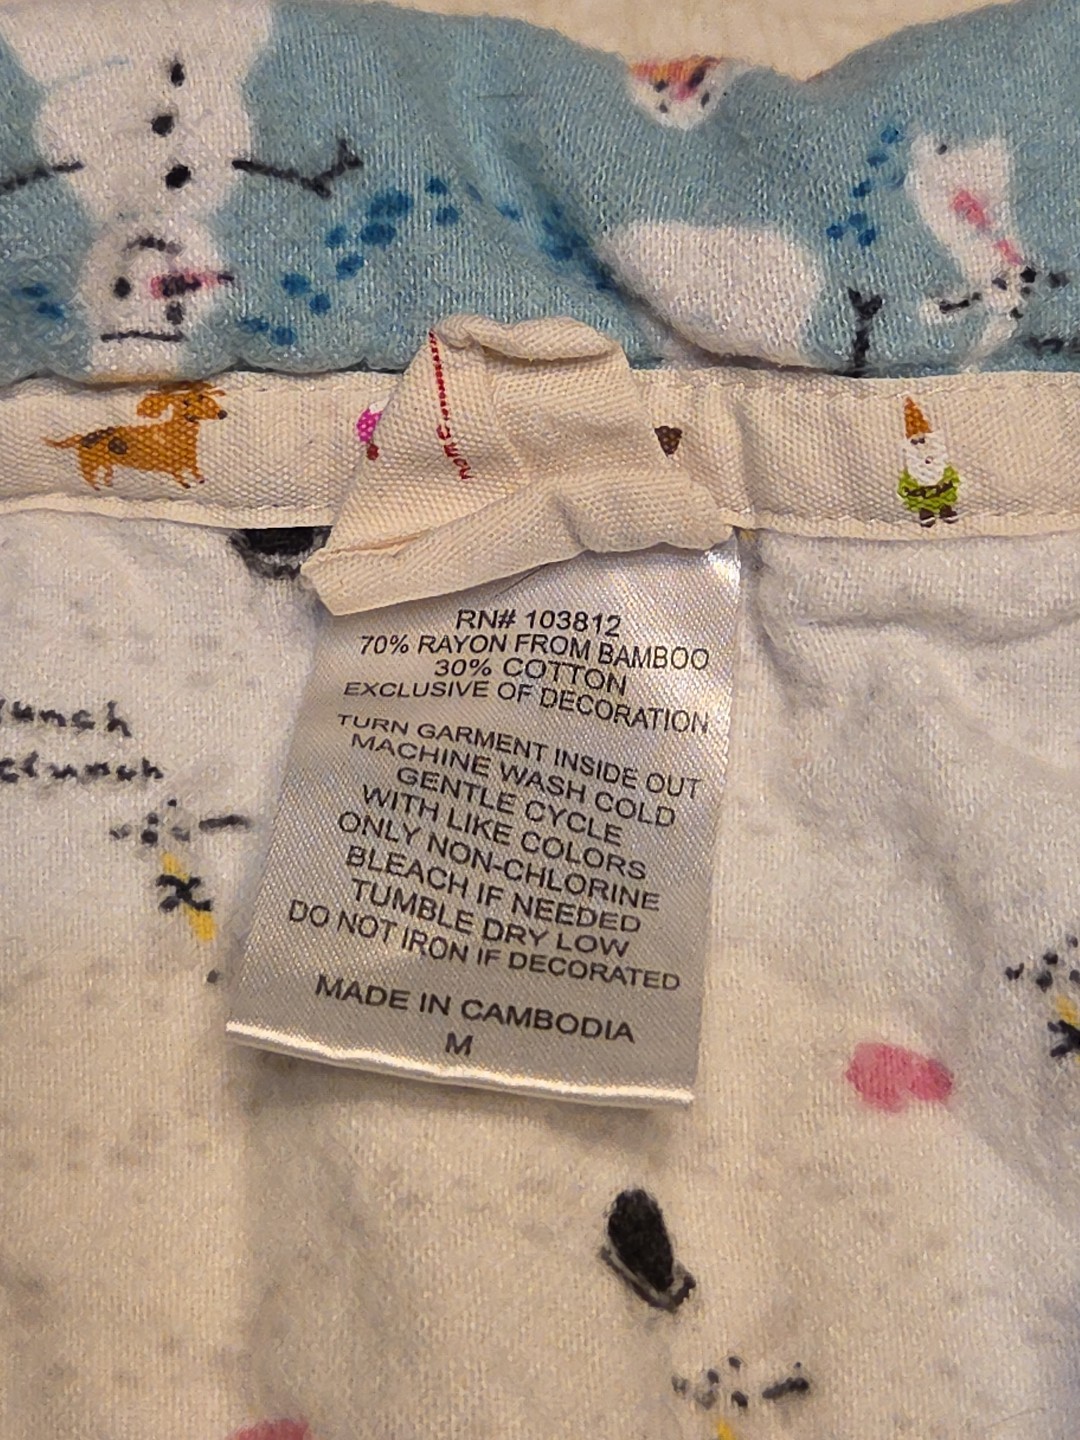 RN# 103812
70% RAYON FROM BAMBOO
30% COTTON
EXCLUSIVE OF DECORATION
TURN GARMENT INSIDE OUT
MACHINE WASH COLD
GENTLE CYCLE
WITH LIKE COLORS
ONLY NON-CHLORINE
BLEACH IF NEEDED
TUMBLE DRY LOW
DO NOT IRON IF DECORATED
MADE IN CAMBODIA
M